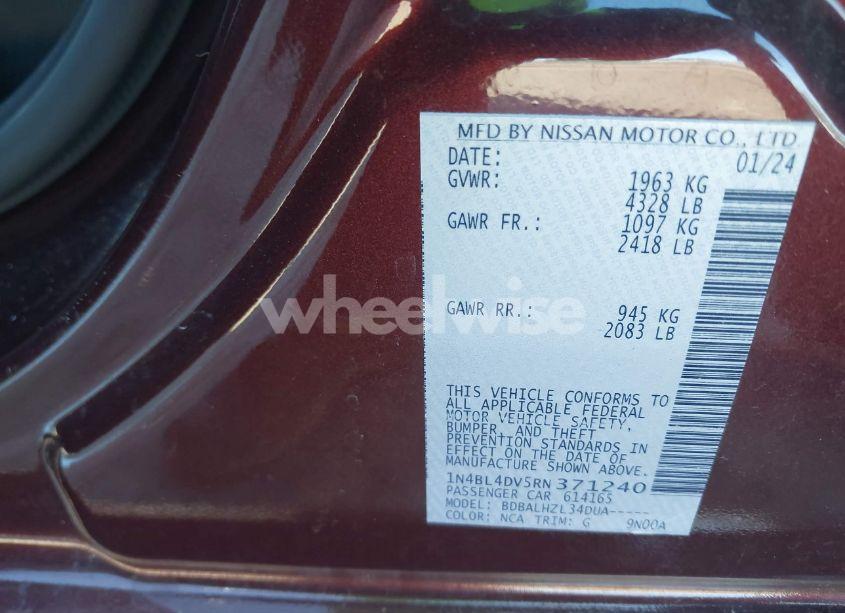 MFD BY NISSAN MOTOR CO., LTD
DATE: 01/24
GVWR: 1963 KG
4328 LB
GAWR FR.: 1097 KG
2418 LB
wheelwise
GAWR RR.: 945 KG
2083 LB
THIS VEHICLE CONFORMS TO
ALL APPLICABLE FEDERAL
MOTOR VEHICLE SAFETY,
BUMPER, AND THEFT
PREVENTION STANDARDS IN
EFFECT ON THE DATE OF
MANUFACTURE SHOWN ABOVE.
1N4BL4DV5RN371240
PASSENGER CAR 614165
MODEL: BDBALHZL34DUA-----
COLOR: NCA TRIM: G 9N00A